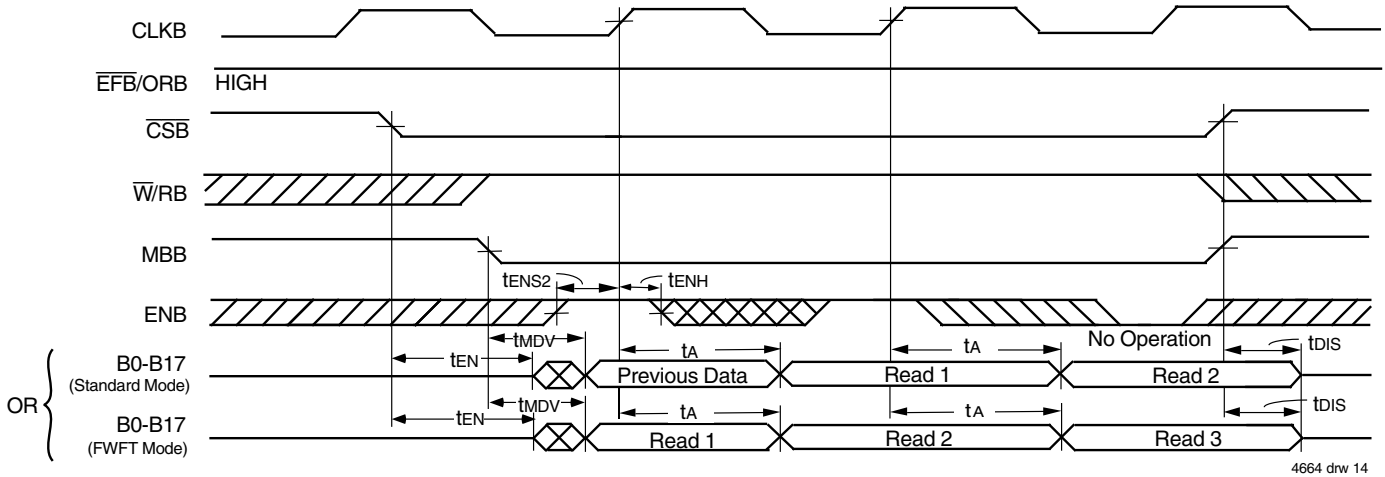 CLKB
EFB/ORB HIGH
CSB
W/RB
MBB
tENS2 tENH
ENB
No Operation
tMDV
tEN tA tA tDIS
B0-B17 Previous Data Read 1 Read 2
(Standard Mode)
OR
tMDV
tEN tA tA tDIS
B0-B17 Read 1 Read 2 Read 3
(FWFT Mode)
4664 drw 14